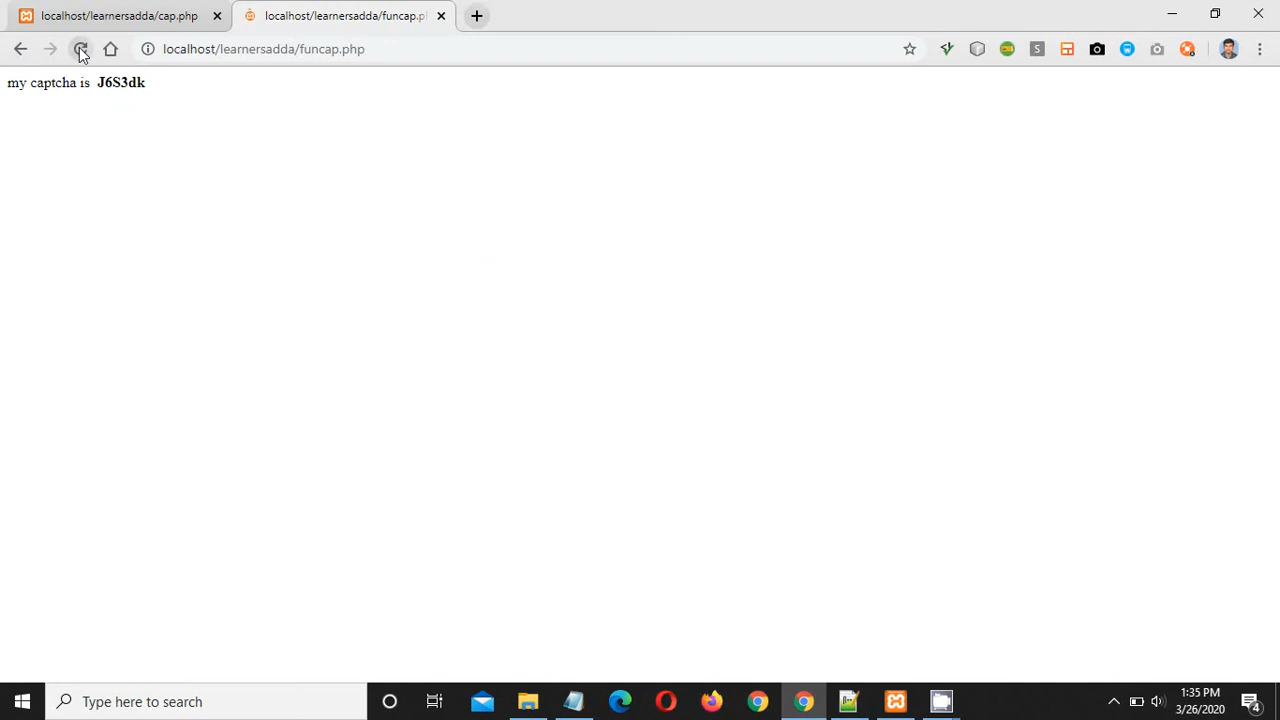 localhost/learnersadda/cap.php
localhost/learnersadda/funcap.p
localhost/learnersadda/funcap.php
my captcha is J6S3dk
Type here to search
1:35 PM
3/26/2020
4